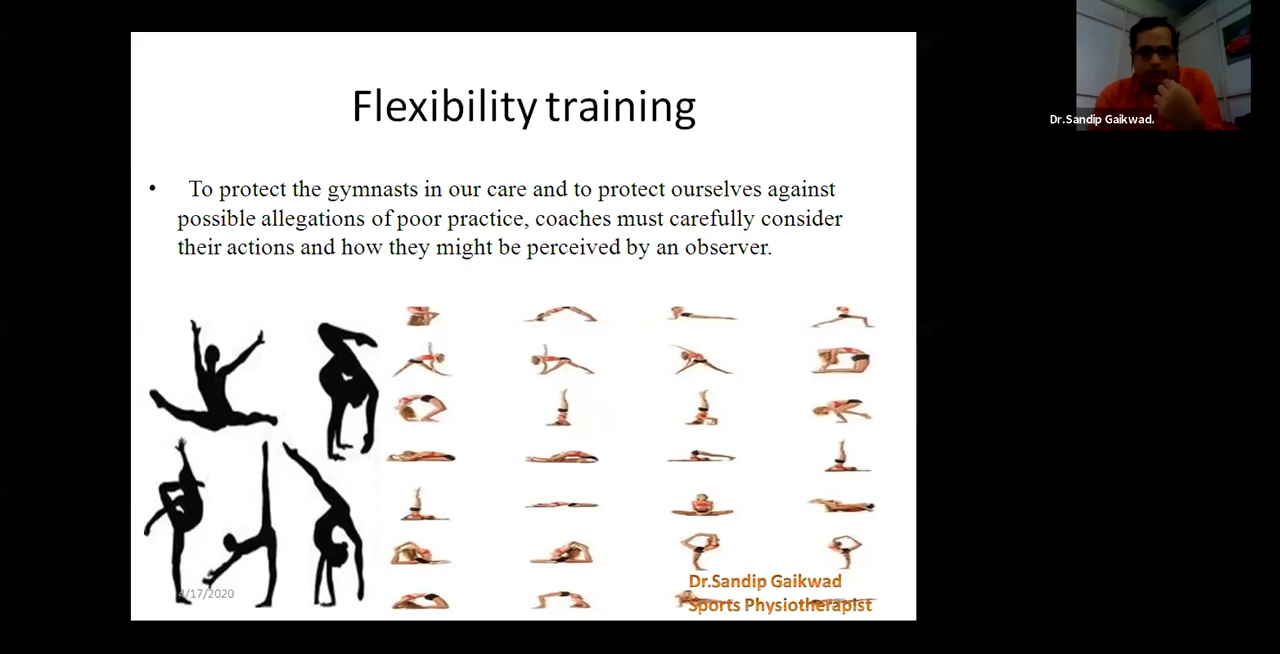 Flexibility training
• To protect the gymnasts in our care and to protect ourselves against
possible allegations of poor practice, coaches must carefully consider
their actions and how they might be perceived by an observer.
4/17/2020
Dr.Sandip Gaikwad
Sports Physiotherapist
Dr.Sandip Gaikwad.